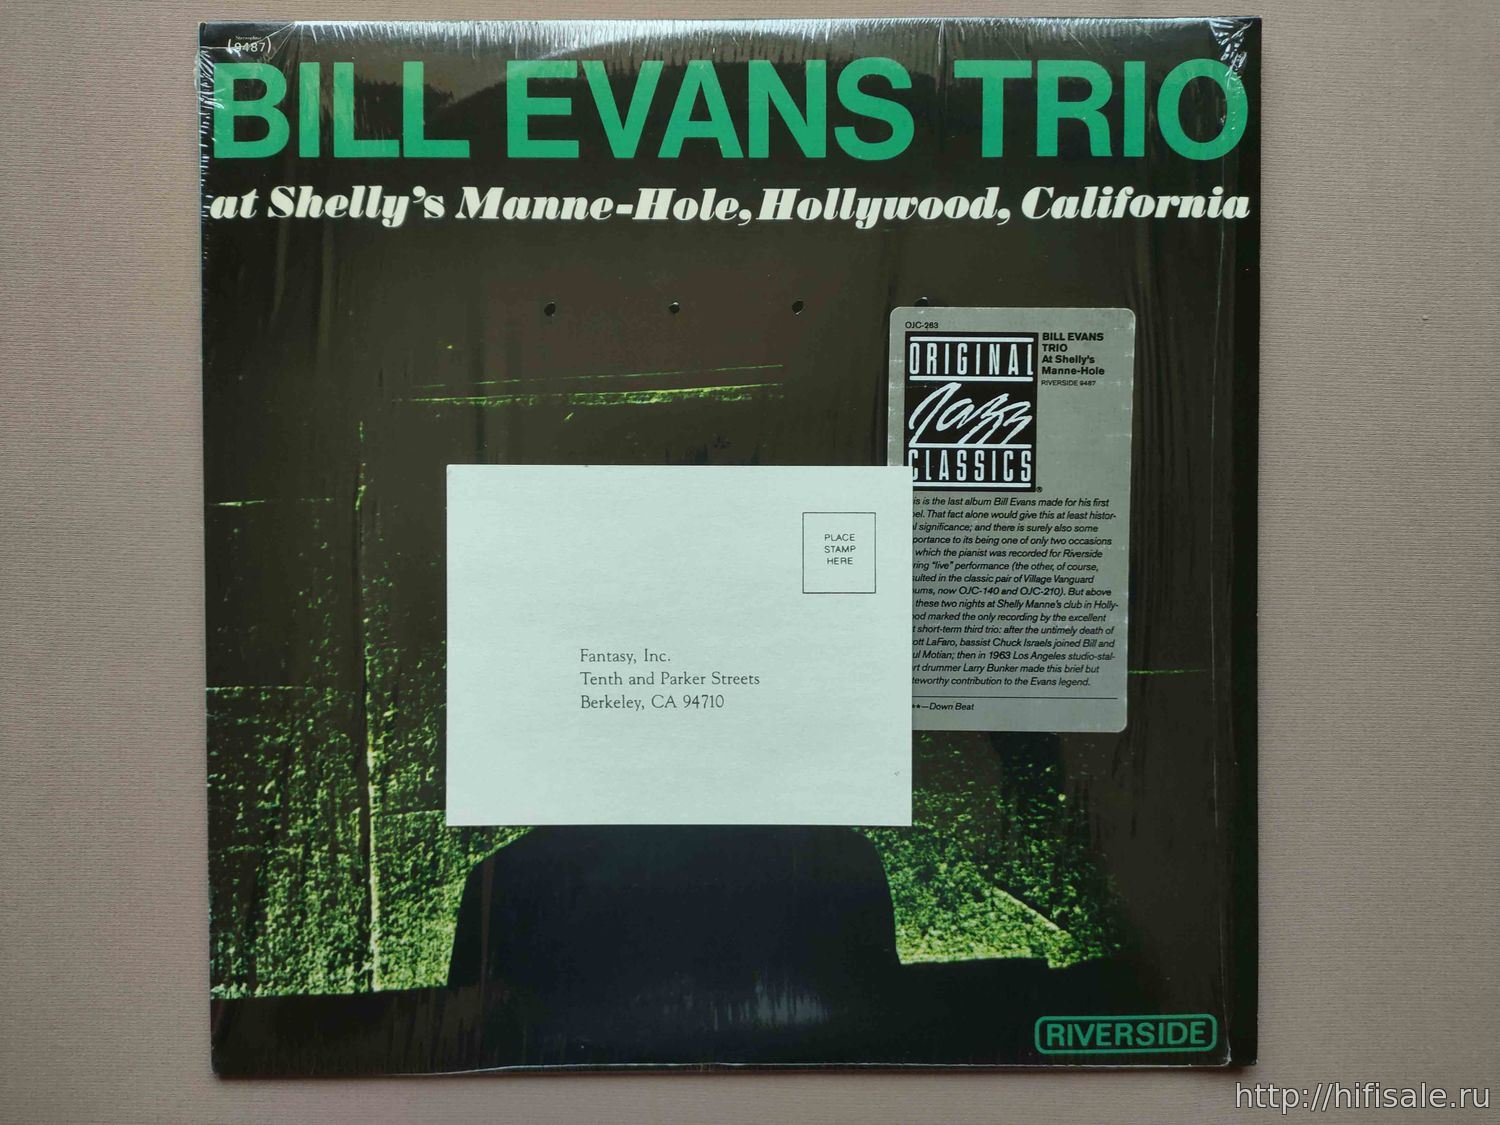 (9487)
BILL EVANS TRIO
at Shelly's Manne-Hole, Hollywood, California
OJC-263
ORIGINAL
Jazz
CLASSICS
®
BILL EVANS
TRIO
At Shelly's
Manne-Hole
RIVERSIDE 9487
is is the last album Bill Evans made for his first
el. That fact alone would give this at least histor-
l significance; and there is surely also some
portance to its being one of only two occasions
which the pianist was recorded for Riverside
ring "live" performance (the other, of course,
sulted in the classic pair of Village Vanguard
ums, now OJC-140 and OJC-210). But above
these two nights at Shelly Manne's club in Holly-
od marked the only recording by the excellent
t short-term third trio: after the untimely death of
ott LaFaro, bassist Chuck Israels joined Bill and
ul Motian; then in 1963 Los Angeles studio-stal-
rt drummer Larry Bunker made this brief but
teworthy contribution to the Evans legend.
★★—Down Beat
PLACE
STAMP
HERE
Fantasy, Inc.
Tenth and Parker Streets
Berkeley, CA 94710
RIVERSIDE
http://hifisale.ru